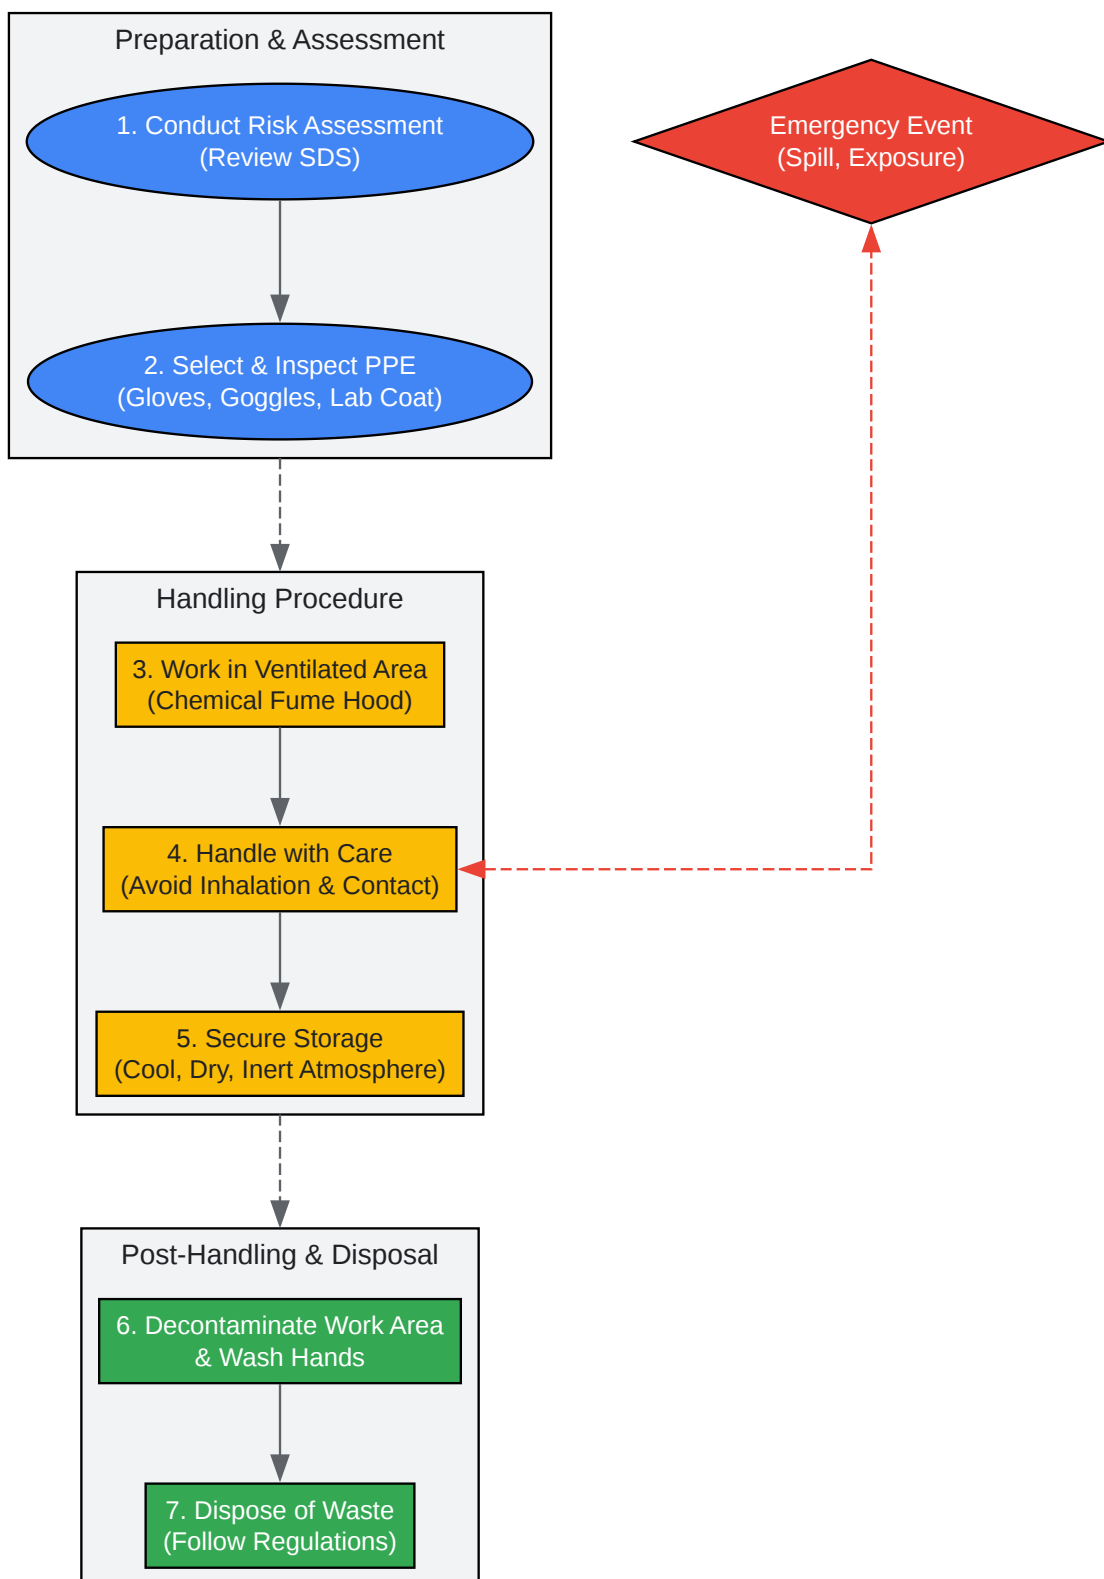 Preparation & Assessment
1. Conduct Risk Assessment
(Review SDS)
2. Select & Inspect PPE
(Gloves, Goggles, Lab Coat)
Emergency Event
(Spill, Exposure)
Handling Procedure
3. Work in Ventilated Area
(Chemical Fume Hood)
4. Handle with Care
(Avoid Inhalation & Contact)
5. Secure Storage
(Cool, Dry, Inert Atmosphere)
Post-Handling & Disposal
6. Decontaminate Work Area
& Wash Hands
7. Dispose of Waste
(Follow Regulations)